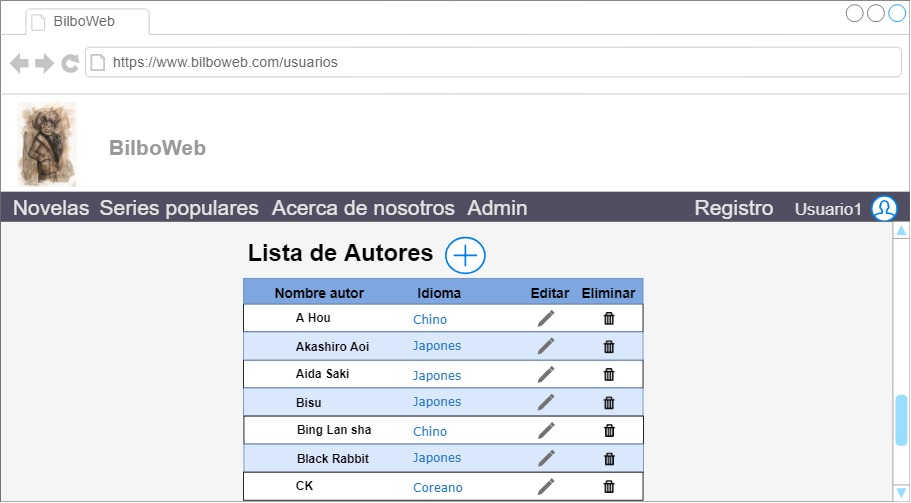 BilboWeb
https://www.bilboweb.com/usuarios
BilboWeb
Novelas Series populares Acerca de nosotros Admin Registro Usuario1
Lista de Autores
Nombre autor Idioma Editar Eliminar
A Hou Chino
Akashiro Aoi Japones
Aida Saki Japones
Bisu Japones
Bing Lan sha Chino
Black Rabbit Japones
CK Coreano